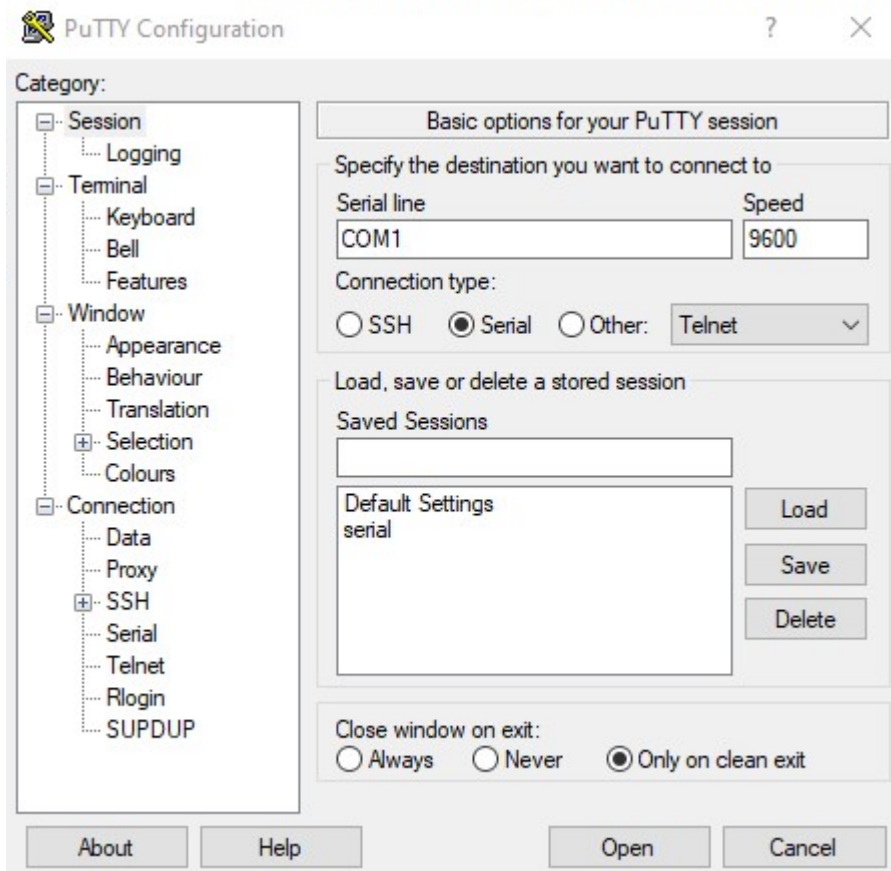 PuTTY Configuration
?
Category:
Session
Logging
Terminal
Keyboard
Bell
Features
Window
Appearance
Behaviour
Translation
Selection
Colours
Connection
Data
Proxy
SSH
Serial
Telnet
Rlogin
SUPDUP
Basic options for your PuTTY session
Specify the destination you want to connect to
Serial line Speed
COM1 9600
Connection type:
SSH Serial Other: Telnet
Load, save or delete a stored session
Saved Sessions
Default Settings
serial
Load
Save
Delete
Close window on exit:
Always Never Only on clean exit
About Help Open Cancel